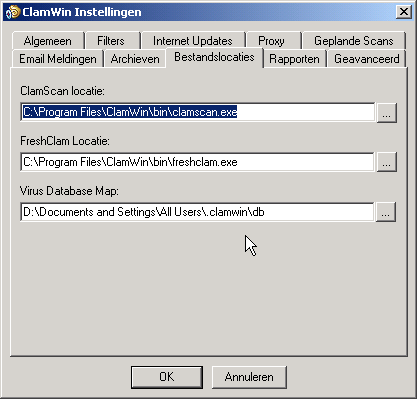 ClamWin Instellingen
Algemeen Filters Internet Updates Proxy Geplande Scans
Email Meldingen Archieven Bestandslocaties Rapporten Geavanceerd
ClamScan locatie:
C:\Program Files\ClamWin\bin\clamscan.exe ...
FreshClam Locatie:
C:\Program Files\ClamWin\bin\freshclam.exe ...
Virus Database Map:
D:\Documents and Settings\All Users\.clamwin\db ...
OK Annuleren